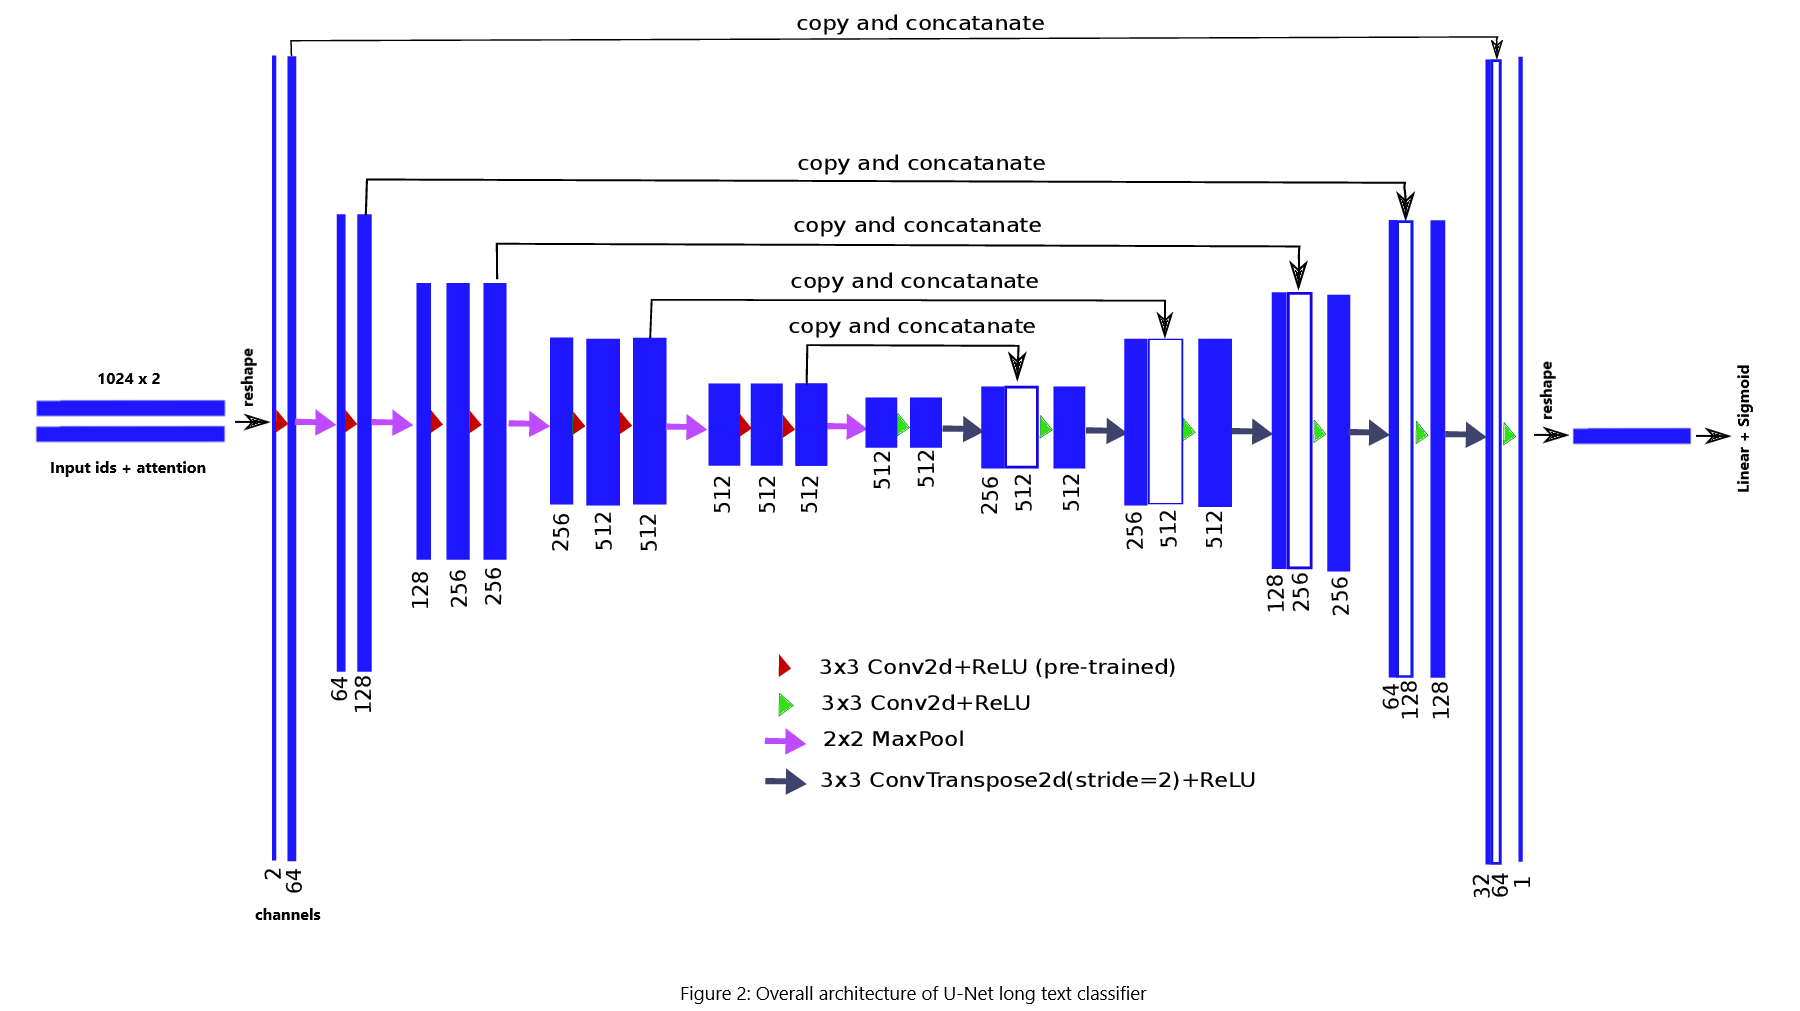 copy and concatanate
copy and concatanate
copy and concatanate
copy and concatanate
copy and concatanate
1024 x 2
Input ids + attention
reshape
2
64
channels
64
128
128
256
256
256
512
512
512
512
512
512
512
256
512
512
256
512
512
128
256
256
64
128
128
32
64
1
reshape
Linear + Sigmoid
3x3 Conv2d+ReLU (pre-trained)
3x3 Conv2d+ReLU
2x2 MaxPool
3x3 ConvTranspose2d(stride=2)+ReLU
Figure 2: Overall architecture of U-Net long text classifier